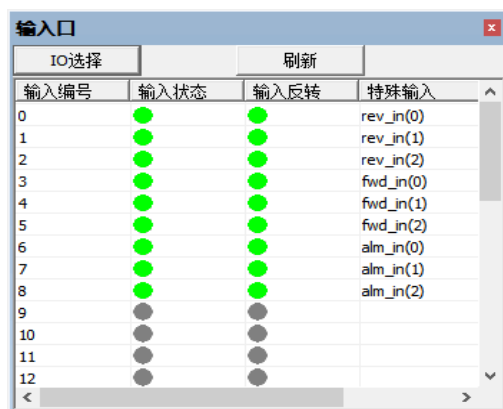 输入口
IO选择 刷新
输入编号 输入状态 输入反转 特殊输入
0 rev_in(0)
1 rev_in(1)
2 rev_in(2)
3 fwd_in(0)
4 fwd_in(1)
5 fwd_in(2)
6 alm_in(0)
7 alm_in(1)
8 alm_in(2)
9
10
11
12